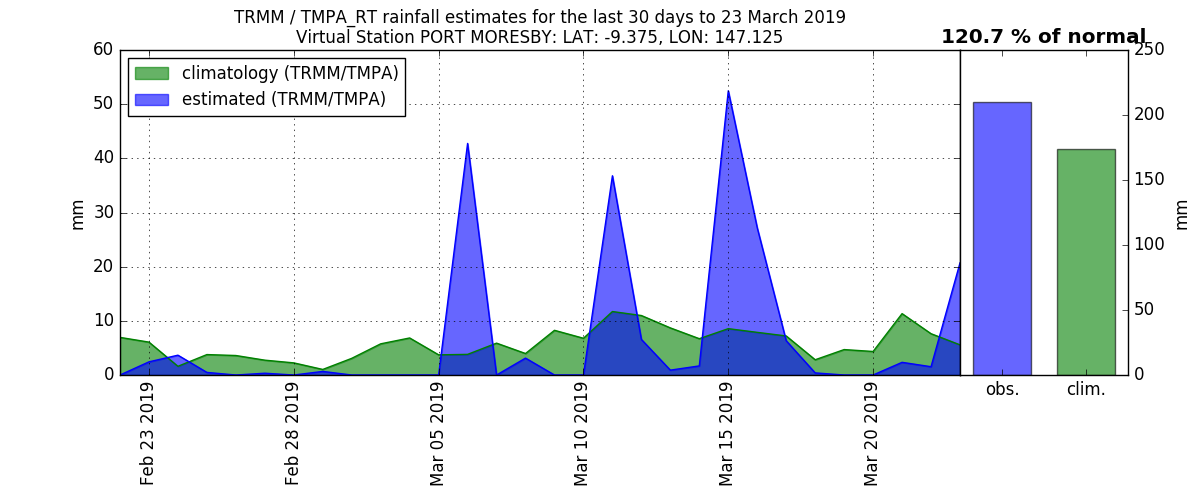 TRMM / TMPA_RT rainfall estimates for the last 30 days to 23 March 2019
Virtual Station PORT MORESBY: LAT: -9.375, LON: 147.125
120.7 % of normal
climatology (TRMM/TMPA)
estimated (TRMM/TMPA)
60
50
40
30
20
10
0
mm
Feb 23 2019
Feb 28 2019
Mar 05 2019
Mar 10 2019
Mar 15 2019
Mar 20 2019
250
200
150
100
50
0
mm
obs.
clim.